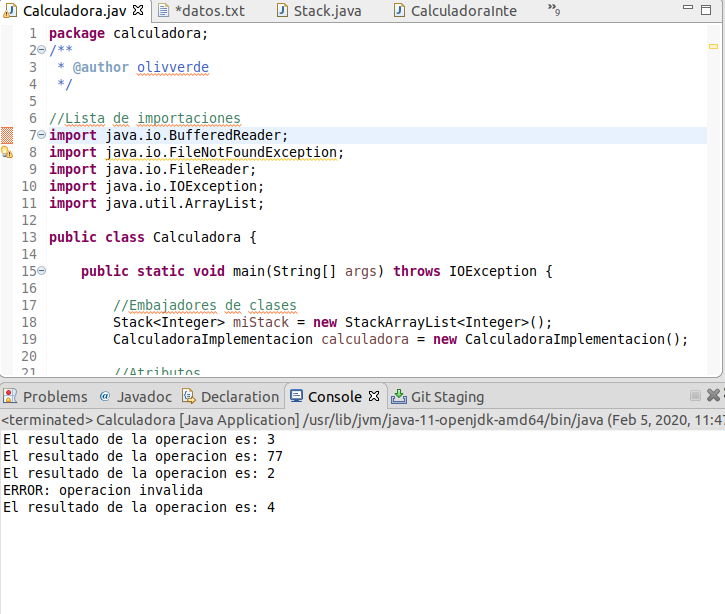 Calculadora.jav *datos.txt Stack.java CalculadoraInte »9
1 package calculadora;
2 /**
3 * @author olivverde
4 */
5
6 //Lista de importaciones
7 import java.io.BufferedReader;
8 import java.io.FileNotFoundException;
9 import java.io.FileReader;
10 import java.io.IOException;
11 import java.util.ArrayList;
12
13 public class Calculadora {
14
15 public static void main(String[] args) throws IOException {
16
17 //Embajadores de clases
18 Stack<Integer> miStack = new StackArrayList<Integer>();
19 CalculadoraImplementacion calculadora = new CalculadoraImplementacion();
20
21 //Atributos
Problems Javadoc Declaration Console Git Staging
<terminated> Calculadora [Java Application] /usr/lib/jvm/java-11-openjdk-amd64/bin/java (Feb 5, 2020, 11:47
El resultado de la operacion es: 3
El resultado de la operacion es: 77
El resultado de la operacion es: 2
ERROR: operacion invalida
El resultado de la operacion es: 4